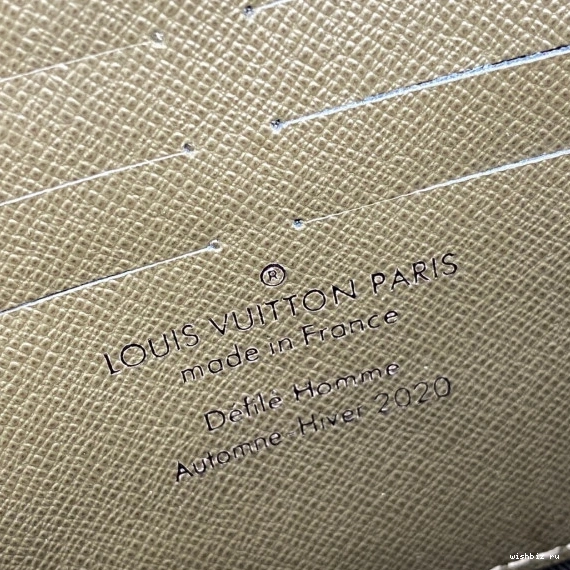 ®
LOUIS VUITTON PARIS
made in France
Défilé Homme
Automne-Hiver 2020
wishbiz.ru